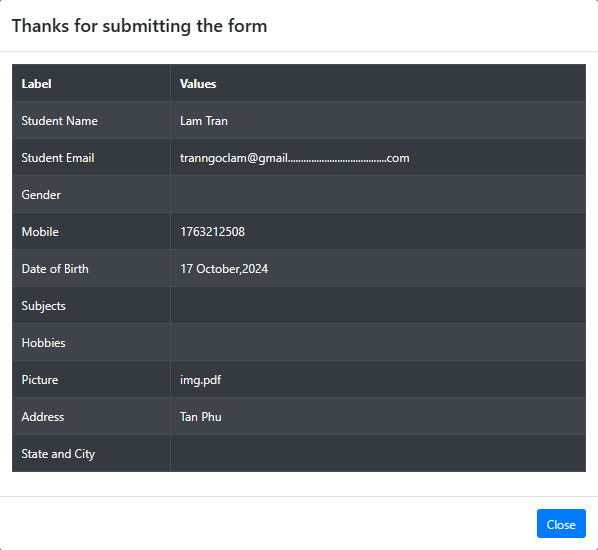 Thanks for submitting the form
Label Values
Student Name Lam Tran
Student Email tranngoclam@gmail......................................com
Gender
Mobile 1763212508
Date of Birth 17 October,2024
Subjects
Hobbies
Picture img.pdf
Address Tan Phu
State and City
Close